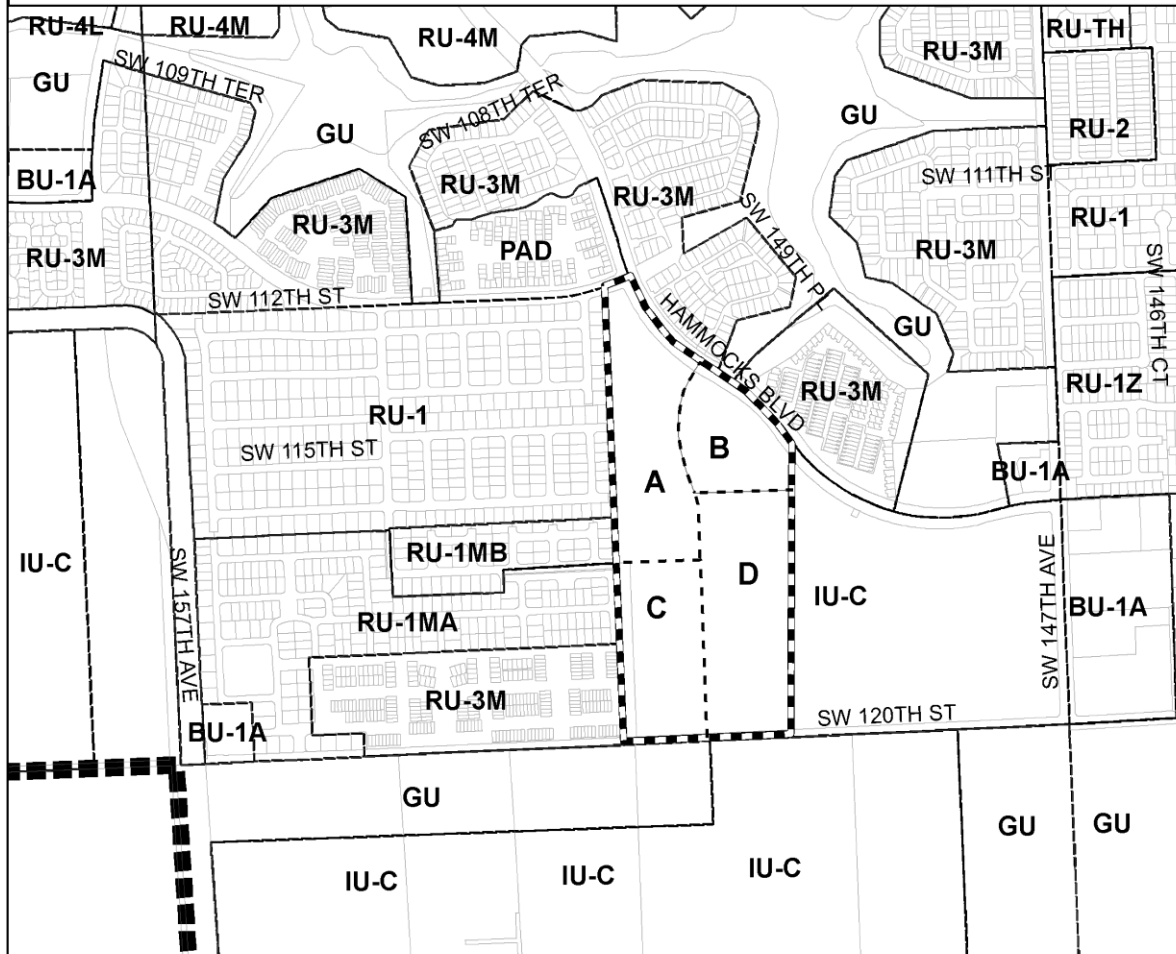 RU-4L
RU-4M
RU-4M
RU-3M
RU-TH
SW 109TH TER
GU
GU
SW 108TH TER
GU
RU-2
BU-1A
RU-3M
RU-3M
SW 111TH S
RU-3M
RU-3M
PAD
SW 149TH PL
RU-3M
RU-1
SW 146TH CT
SW 112TH ST
HAMMOCKS BLVD
GU
RU-3M
RU-1Z
RU-1
SW 115TH ST
B
A
BU-1A
IU-C
SW 157TH AVE
RU-1MB
D
C
IU-C
SW 147TH AVE
BU-1A
RU-1MA
RU-3M
BU-1A
SW 120TH ST
GU
GU
GU
IU-C
IU-C
IU-C